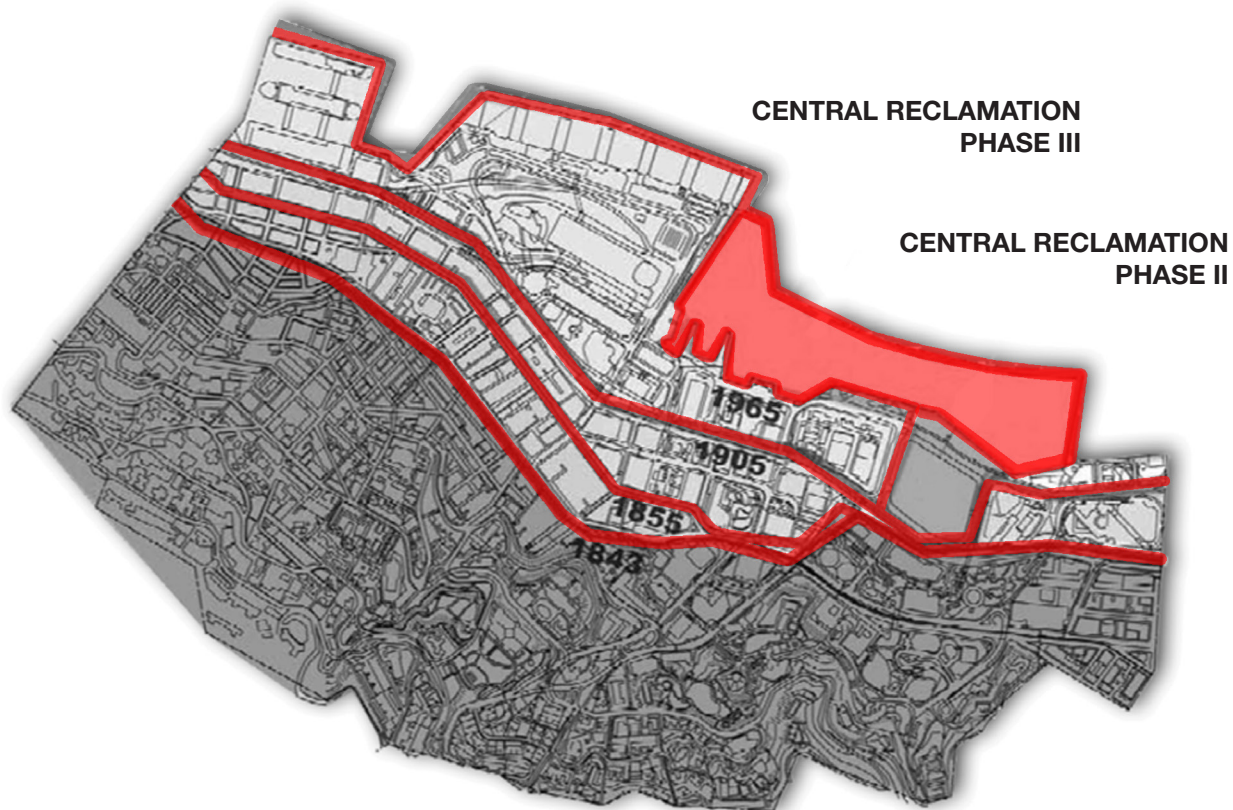 CENTRAL RECLAMATION
PHASE III
CENTRAL RECLAMATION
PHASE II
1965
1905
1855
1843